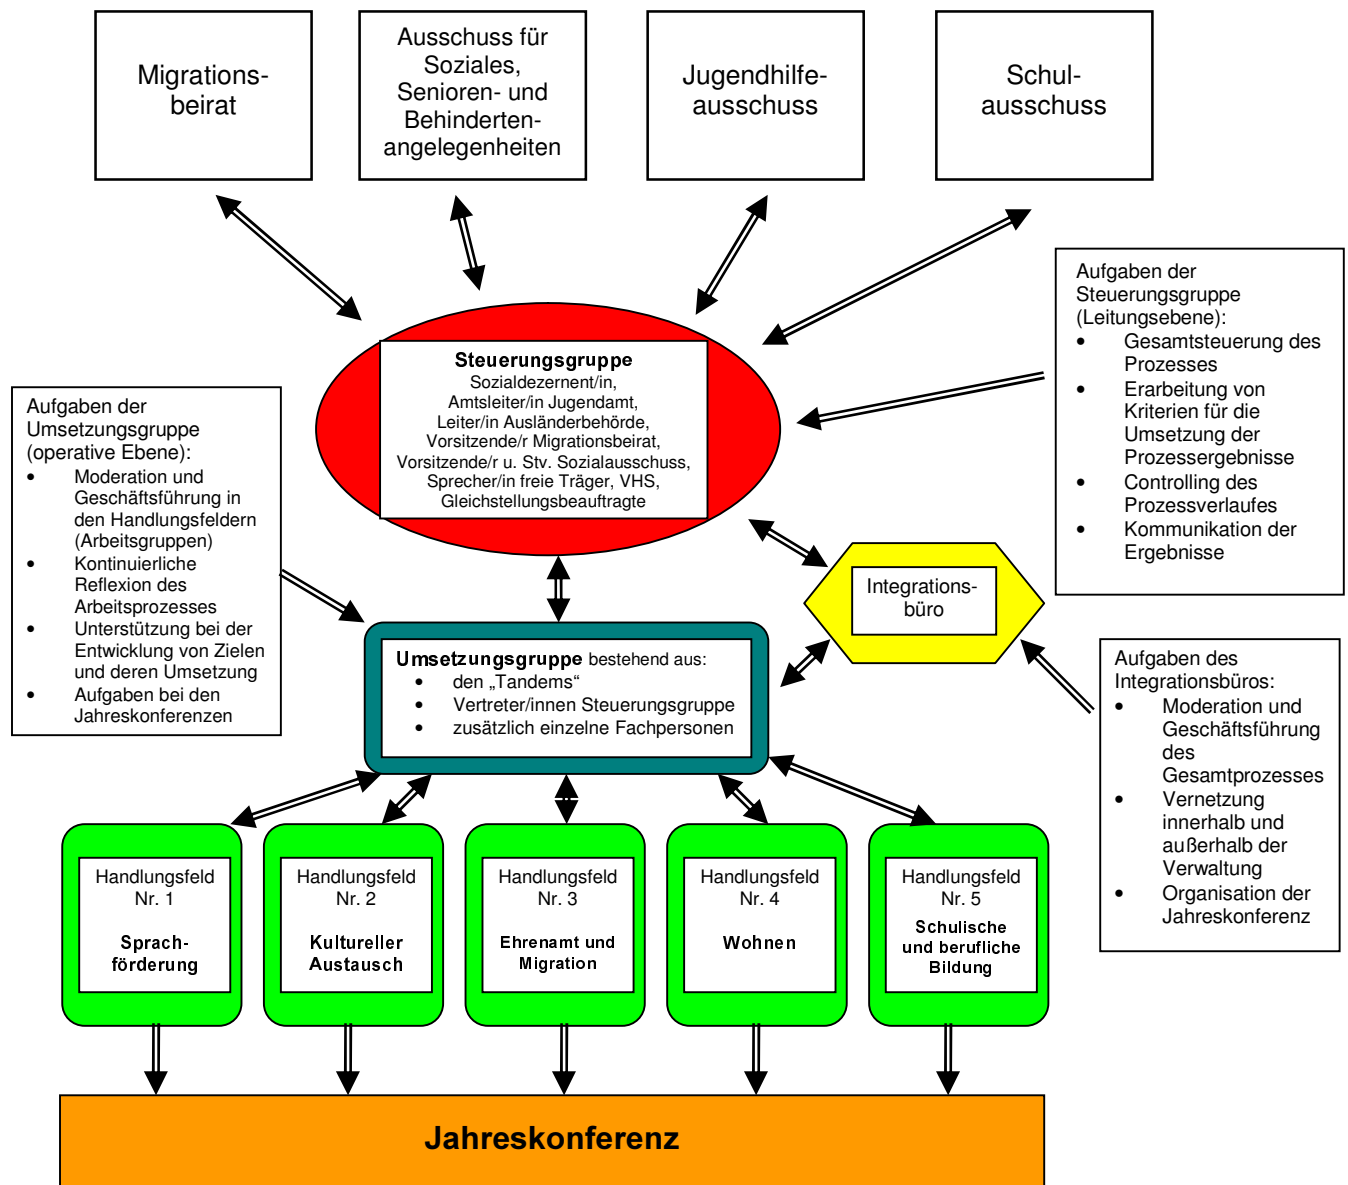 Migrations-
beirat
Ausschuss für
Soziales,
Senioren- und
Behinderten-
angelegenheiten
Jugendhilfe-
ausschuss
Schul-
ausschuss
Aufgaben der
Steuerungsgruppe
(Leitungsebene):
• Gesamtsteuerung des
Prozesses
• Erarbeitung von
Kriterien für die
Umsetzung der
Prozessergebnisse
• Controlling des
Prozessverlaufes
• Kommunikation der
Ergebnisse
Steuerungsgruppe
Sozialdezernent/in,
Amtsleiter/in Jugendamt,
Leiter/in Ausländerbehörde,
Vorsitzende/r Migrationsbeirat,
Vorsitzende/r u. Stv. Sozialausschuss,
Sprecher/in freie Träger, VHS,
Gleichstellungsbeauftragte
Aufgaben der
Umsetzungsgruppe
(operative Ebene):
• Moderation und
Geschäftsführung in
den Handlungsfeldern
(Arbeitsgruppen)
• Kontinuierliche
Reflexion des
Arbeitsprozesses
• Unterstützung bei der
Entwicklung von Zielen
und deren Umsetzung
• Aufgaben bei den
Jahreskonferenzen
Integrations-
büro
Umsetzungsgruppe bestehend aus:
• den „Tandems“
• Vertreter/innen Steuerungsgruppe
• zusätzlich einzelne Fachpersonen
Aufgaben des
Integrationsbüros:
• Moderation und
Geschäftsführung
des
Gesamtprozesses
• Vernetzung
innerhalb und
außerhalb der
Verwaltung
• Organisation der
Jahreskonferenz
Handlungsfeld
Nr. 1
Sprach-
förderung
Handlungsfeld
Nr. 2
Kultureller
Austausch
Handlungsfeld
Nr. 3
Ehrenamt und
Migration
Handlungsfeld
Nr. 4
Wohnen
Handlungsfeld
Nr. 5
Schulische
und berufliche
Bildung
Jahreskonferenz